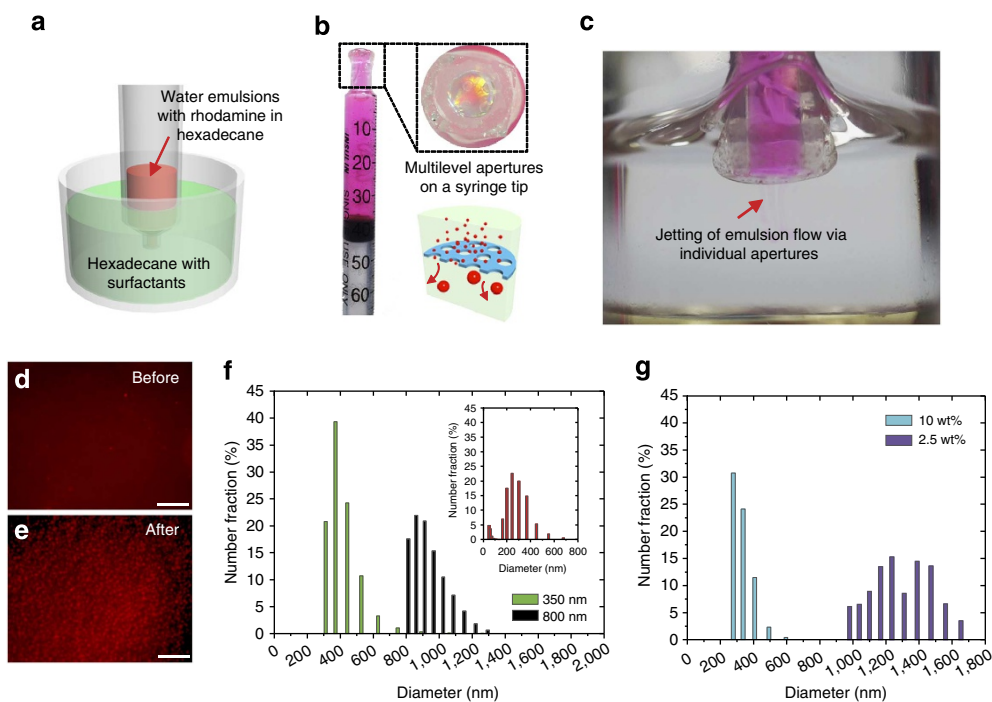 a
Water emulsions
with rhodamine in
hexadecane
Hexadecane with
surfactants
b
10
20
30
50
60
USE ONLY
Multilevel apertures
on a syringe tip
c
Jetting of emulsion flow via
individual apertures
d
Before
e
After
f
45
40
35
30
25
20
15
10
5
0
Number fraction (%)
0
200
400
600
800
1,000
1,200
1,400
1,600
1,800
2,000
Diameter (nm)
45
40
35
30
25
20
15
10
5
0
Number fraction (%)
0 200 400 600 800
Diameter (nm)
350 nm
800 nm
g
45
40
35
30
25
20
15
10
5
0
Number fraction (%)
0
200
400
600
800
1,000
1,200
1,400
1,600
1,800
Diameter (nm)
10 wt%
2.5 wt%